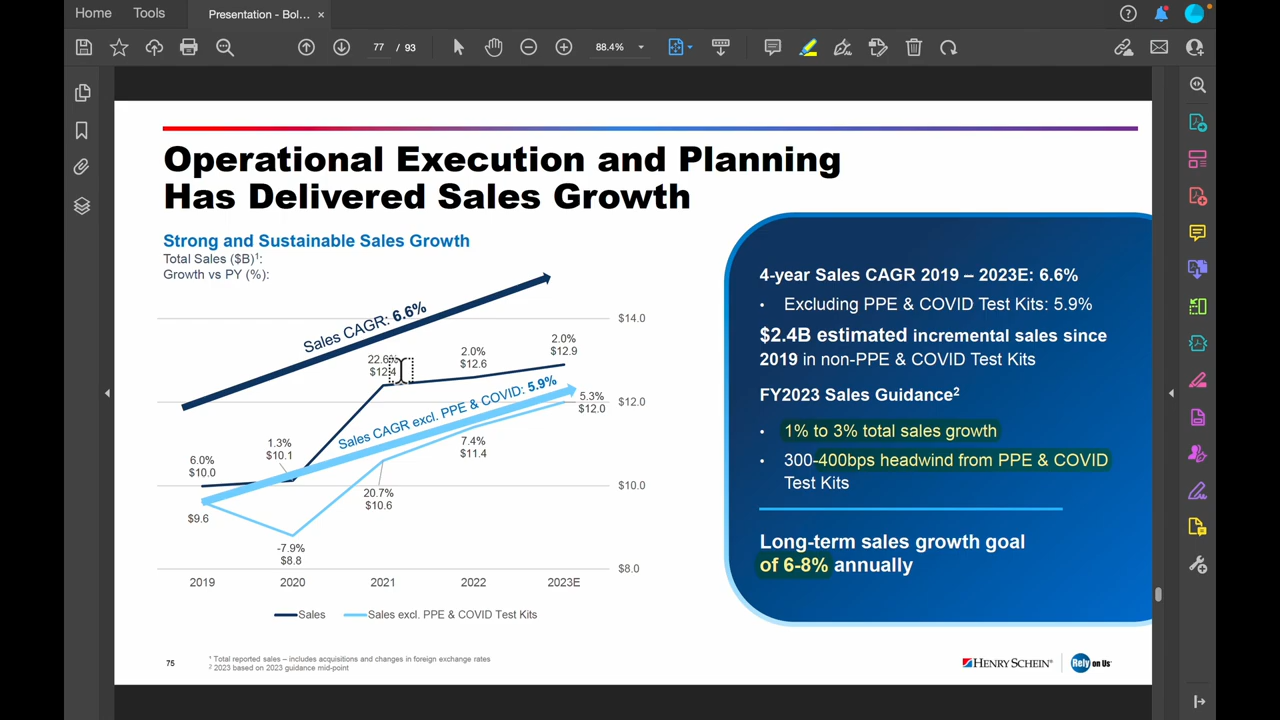 Home
Tools
Presentation - Bol...
×
77 / 93
88.4%
Operational Execution and Planning
Has Delivered Sales Growth
Strong and Sustainable Sales Growth
Total Sales ($B)1:
Growth vs PY (%):
Sales CAGR: 6.6%
$14.0
$12.0
$10.0
$8.0
6.0%
$10.0
1.3%
$10.1
22.6%
$12.4
2.0%
$12.6
2.0%
$12.9
Sales CAGR excl. PPE & COVID: 5.9%
$9.6
-7.9%
$8.8
20.7%
$10.6
7.4%
$11.4
5.3%
$12.0
2019
2020
2021
2022
2023E
Sales
Sales excl. PPE & COVID Test Kits
4-year Sales CAGR 2019 – 2023E: 6.6%
• Excluding PPE & COVID Test Kits: 5.9%
$2.4B estimated incremental sales since
2019 in non-PPE & COVID Test Kits
FY2023 Sales Guidance2
• 1% to 3% total sales growth
• 300-400bps headwind from PPE & COVID
Test Kits
Long-term sales growth goal
of 6-8% annually
75
1 Total reported sales – includes acquisitions and changes in foreign exchange rates
2 2023 based on 2023 guidance mid-point
HENRY SCHEIN®
Rely on Us™